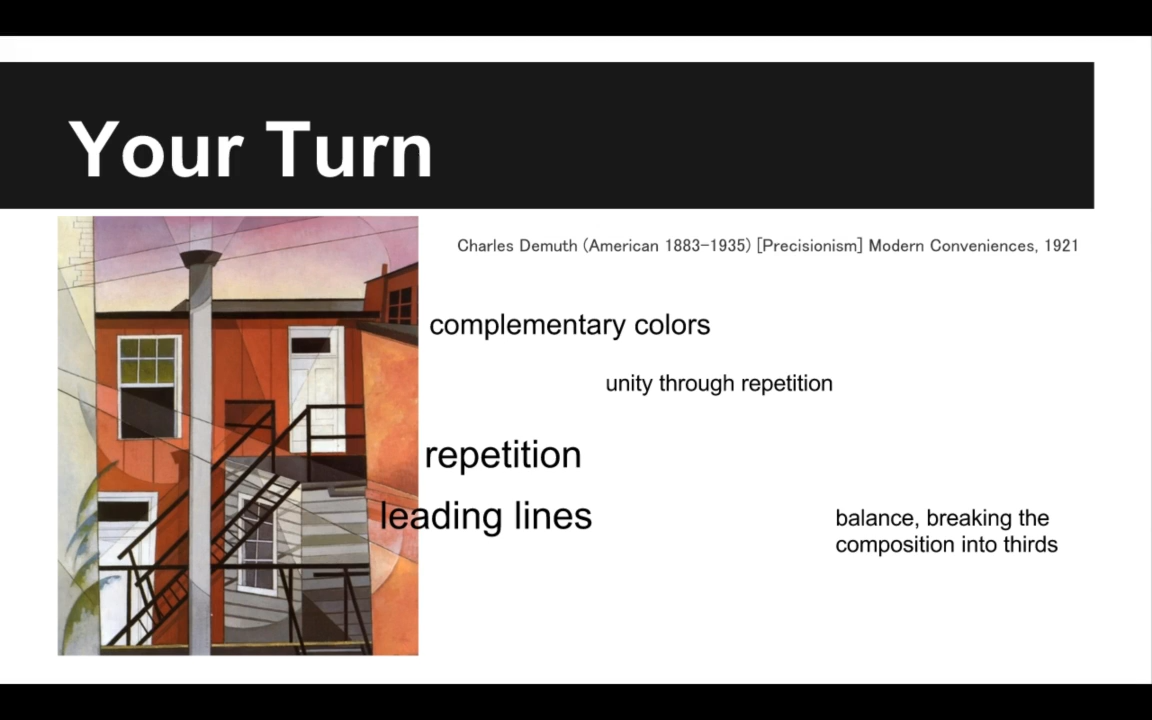 Your Turn
Charles Demuth (American 1883-1935) [Precisionism] Modern Conveniences, 1921
complementary colors
unity through repetition
repetition
leading lines
balance, breaking the
composition into thirds